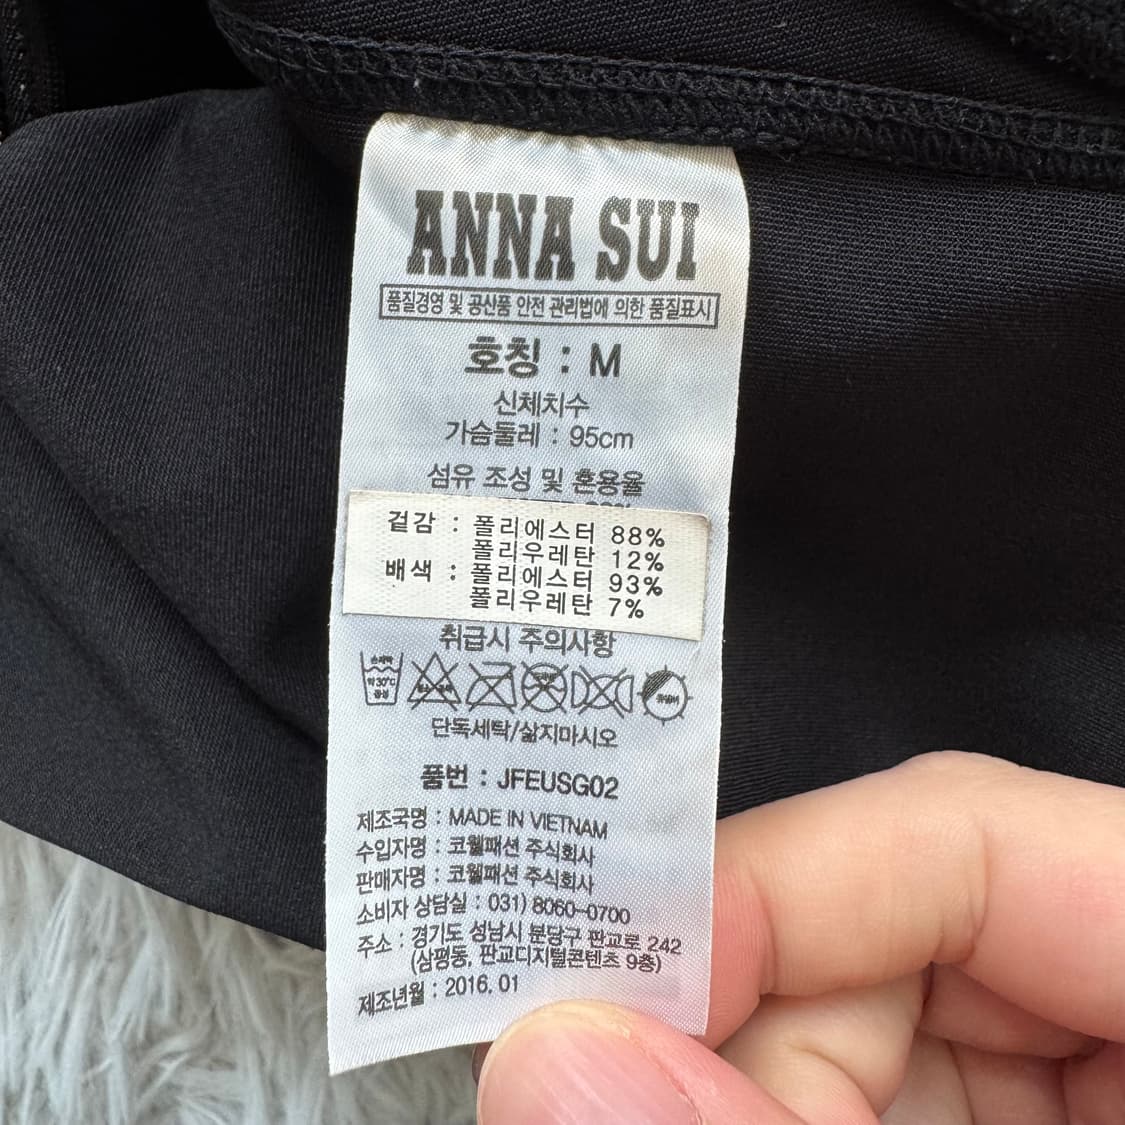 ANNA SUI
품질경영 및 공산품 안전 관리법에 의한 품질표시
호칭 : M
신체치수
가슴둘레 : 95cm
섬유 조성 및 혼용율
겉감 : 폴리에스터 88%
폴리우레탄 12%
배색 : 폴리에스터 93%
폴리우레탄 7%
취급시 주의사항
약30℃
중성
단독세탁/삶지마시오
품번 : JFEUSG02
제조국명 : MADE IN VIETNAM
수입자명 : 코웰패션 주식회사
판매자명 : 코웰패션 주식회사
소비자 상담실 : 031) 8060-0700
주소 : 경기도 성남시 분당구 판교로 242
(삼평동, 판교디지털콘텐츠 9층)
제조년월 : 2016. 01